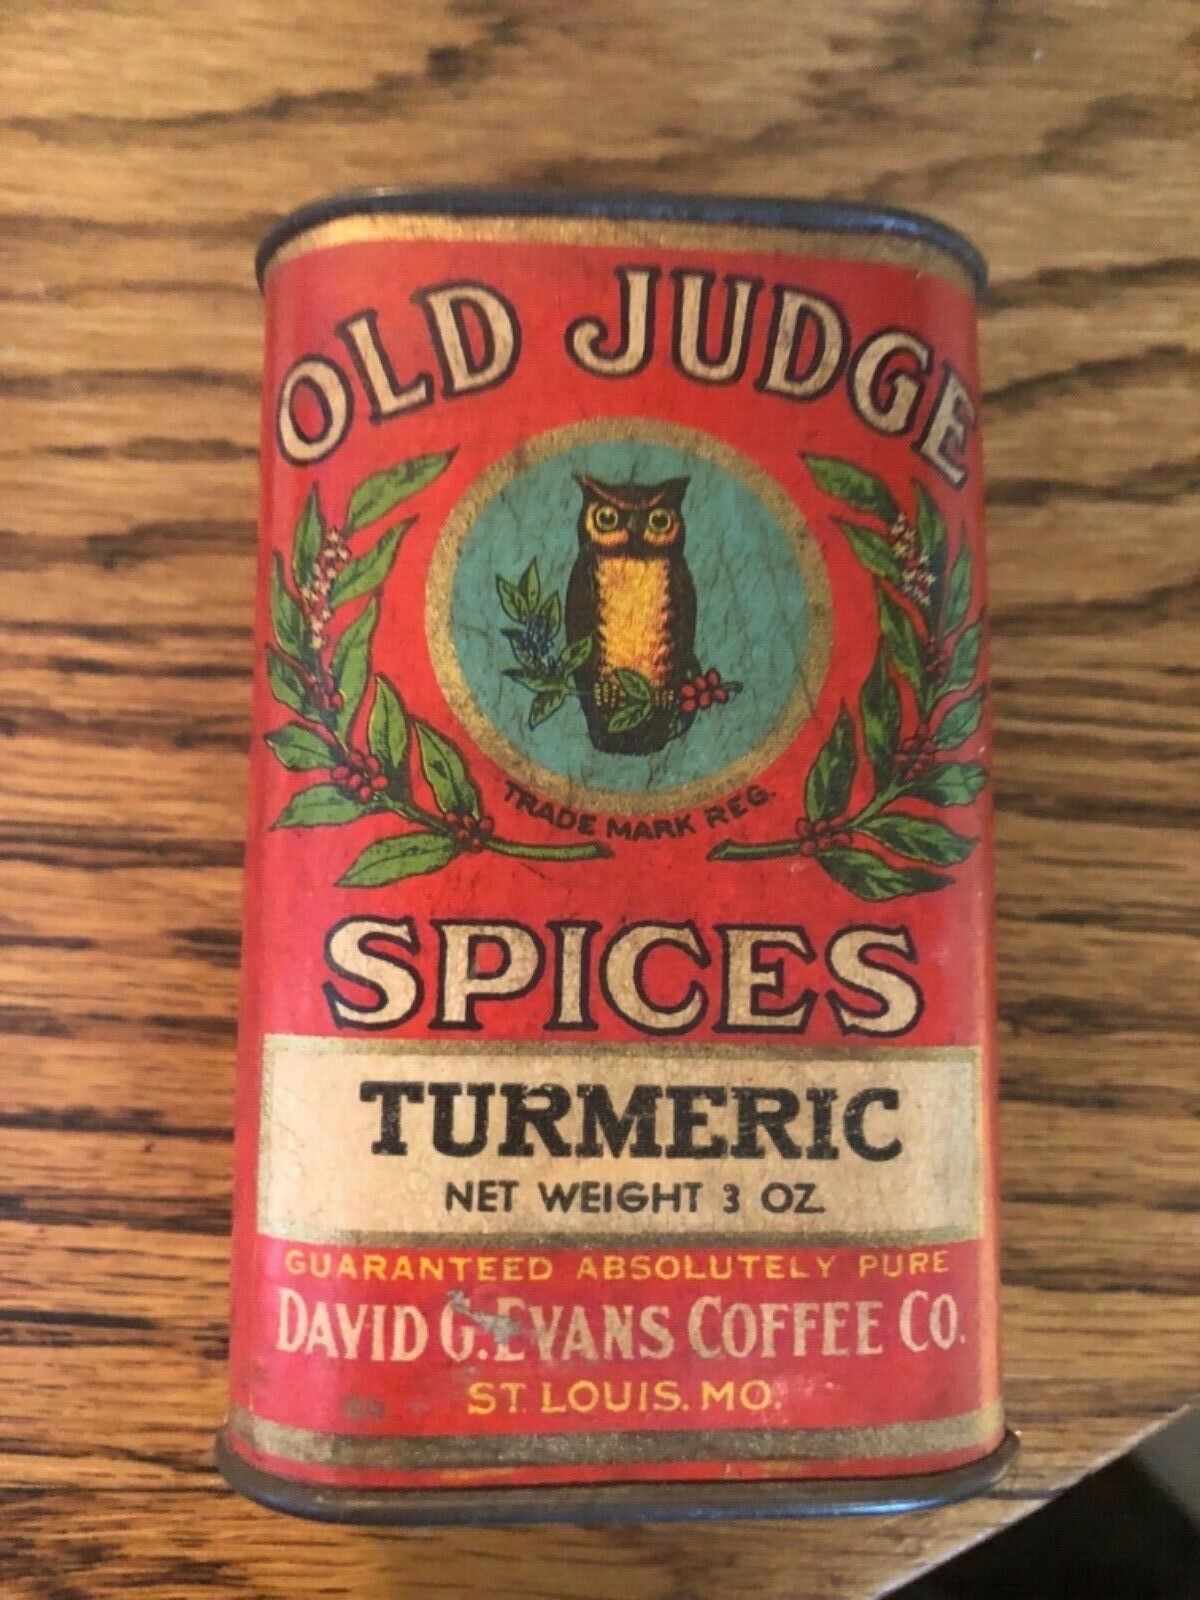 OLD JUDGE
TRADE MARK REG.
SPICES
TURMERIC
NET WEIGHT 3 OZ.
GUARANTEED ABSOLUTELY PURE
DAVID G. EVANS COFFEE CO.
ST. LOUIS. MO.